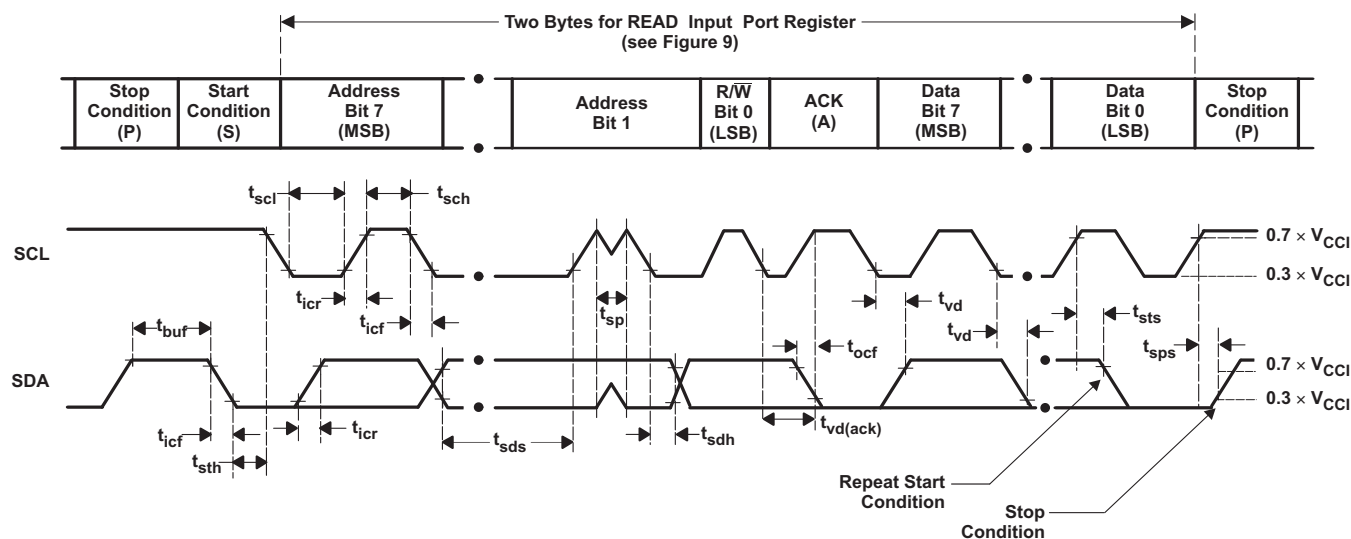 Two Bytes for READ Input Port Register
(see Figure 9)
Stop
Condition
(P)
Start
Condition
(S)
Address
Bit 7
(MSB)
Address
Bit 1
R/W̅
Bit 0
(LSB)
ACK
(A)
Data
Bit 7
(MSB)
Data
Bit 0
(LSB)
Stop
Condition
(P)
tscl
tsch
SCL
0.7 × VCCI
0.3 × VCCI
ticr
ticf
tsp
tvd
tvd
tsts
tbuf
tocf
tsps
SDA
0.7 × VCCI
0.3 × VCCI
ticf
ticr
tsth
tsds
tsdh
tvd(ack)
Repeat Start
Condition
Stop
Condition